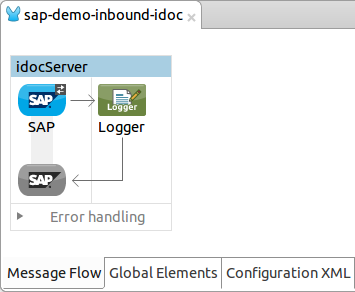 sap-demo-inbound-idoc
idocServer
SAP
Logger
SAP
Logger
SAP
Error handling
Message Flow
Global Elements
Configuration XML